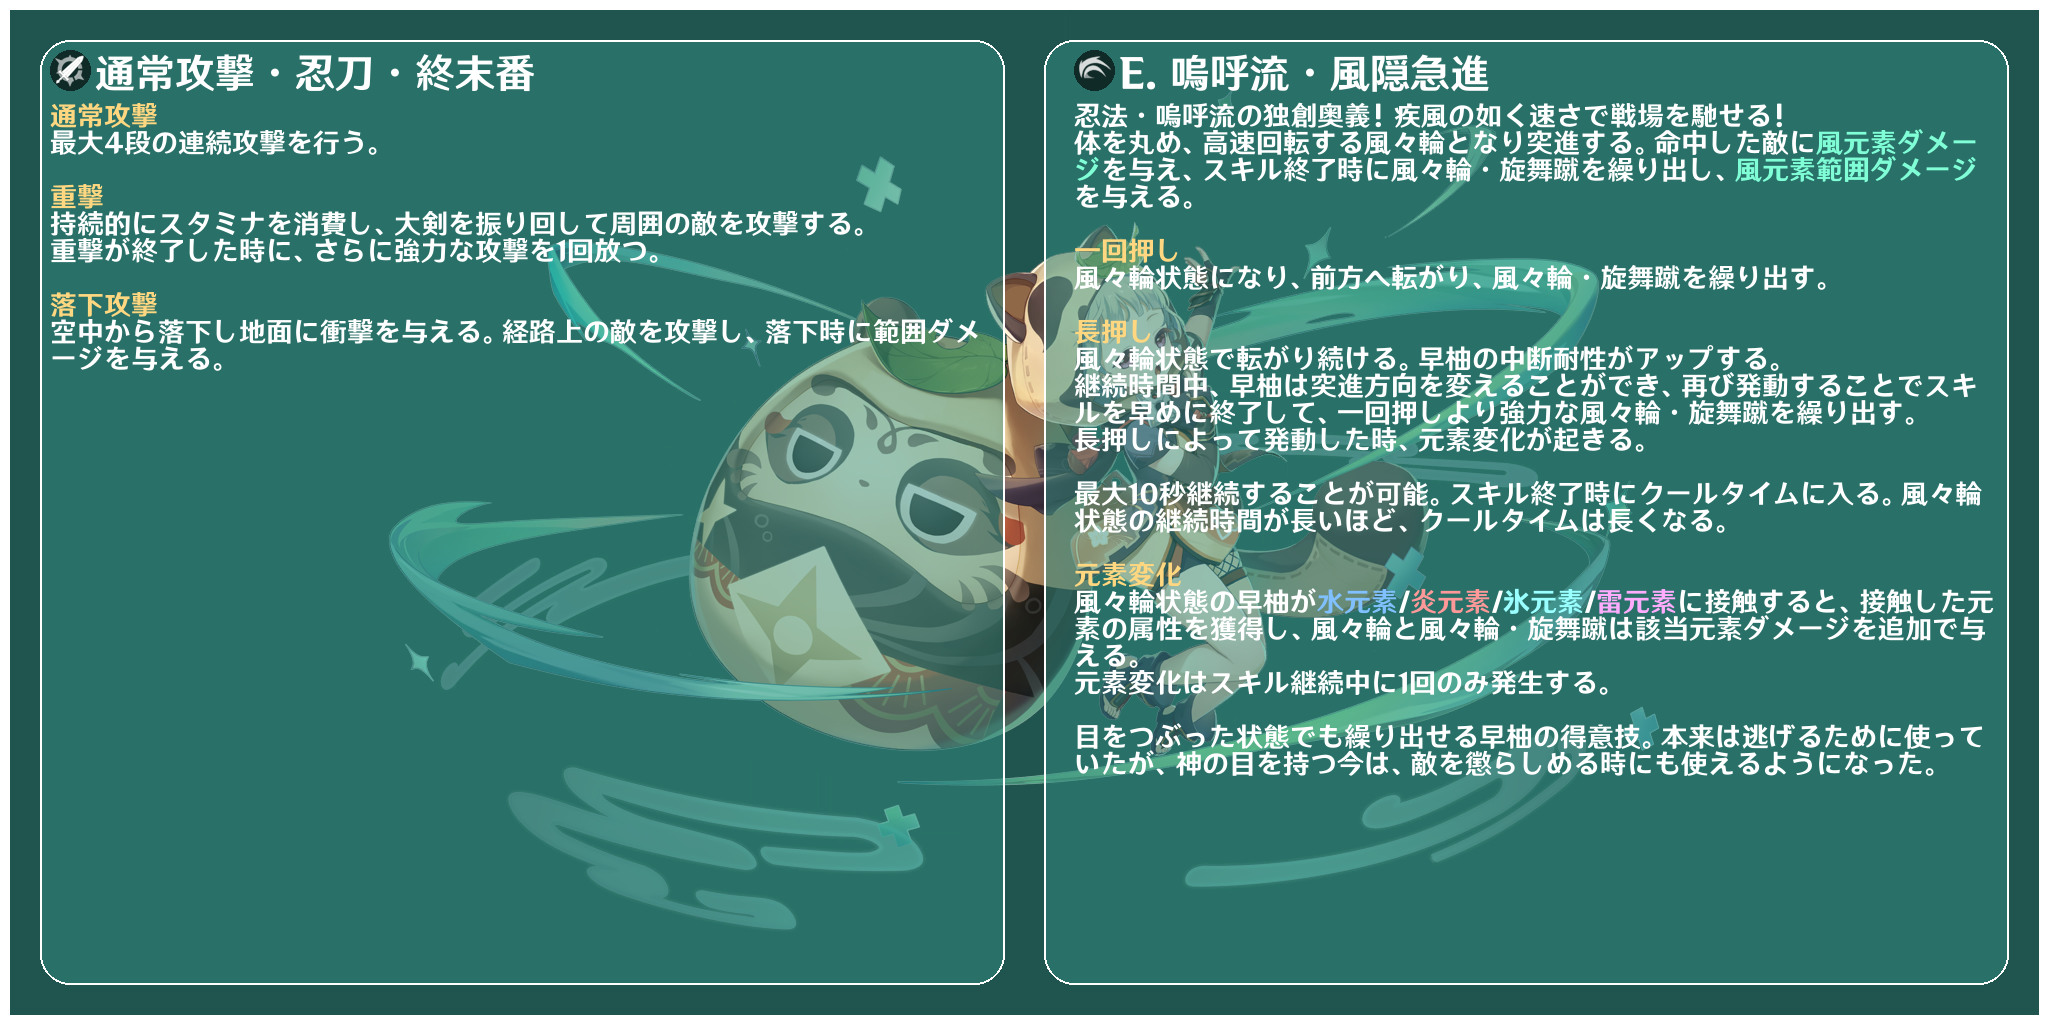 通常攻撃・忍刀・終末番
通常攻撃
最大4段の連続攻撃を行う。
重撃
持続的にスタミナを消費し、大剣を振り回して周囲の敵を攻撃する。
重撃が終了した時に、さらに強力な攻撃を1回放つ。
落下攻撃
空中から落下し地面に衝撃を与える。経路上の敵を攻撃し、落下時に範囲ダメ
ージを与える。
E. 嗚呼流・風隠急進
忍法・嗚呼流の独創奥義！疾風の如く速さで戦場を馳せる！
体を丸め、高速回転する風々輪となり突進する。命中した敵に風元素ダメー
ジを与え、スキル終了時に風々輪・旋舞蹴を繰り出し、風元素範囲ダメージ
を与える。
一回押し
風々輪状態になり、前方へ転がり、風々輪・旋舞蹴を繰り出す。
長押し
風々輪状態で転がり続ける。早柚の中断耐性がアップする。
継続時間中、早柚は突進方向を変えることができ、再び発動することでスキ
ルを早めに終了して、一回押しより強力な風々輪・旋舞蹴を繰り出す。
長押しによって発動した時、元素変化が起きる。
最大10秒継続することが可能。スキル終了時にクールタイムに入る。風々輪
状態の継続時間が長いほど、クールタイムは長くなる。
元素変化
風々輪状態の早柚が水元素/炎元素/氷元素/雷元素に接触すると、接触した元
素の属性を獲得し、風々輪と風々輪・旋舞蹴は該当元素ダメージを追加で与
える。
元素変化はスキル継続中に1回のみ発生する。
目をつぶった状態でも繰り出せる早柚の得意技。本来は逃げるために使って
いたが、神の目を持つ今は、敵を懲らしめる時にも使えるようになった。